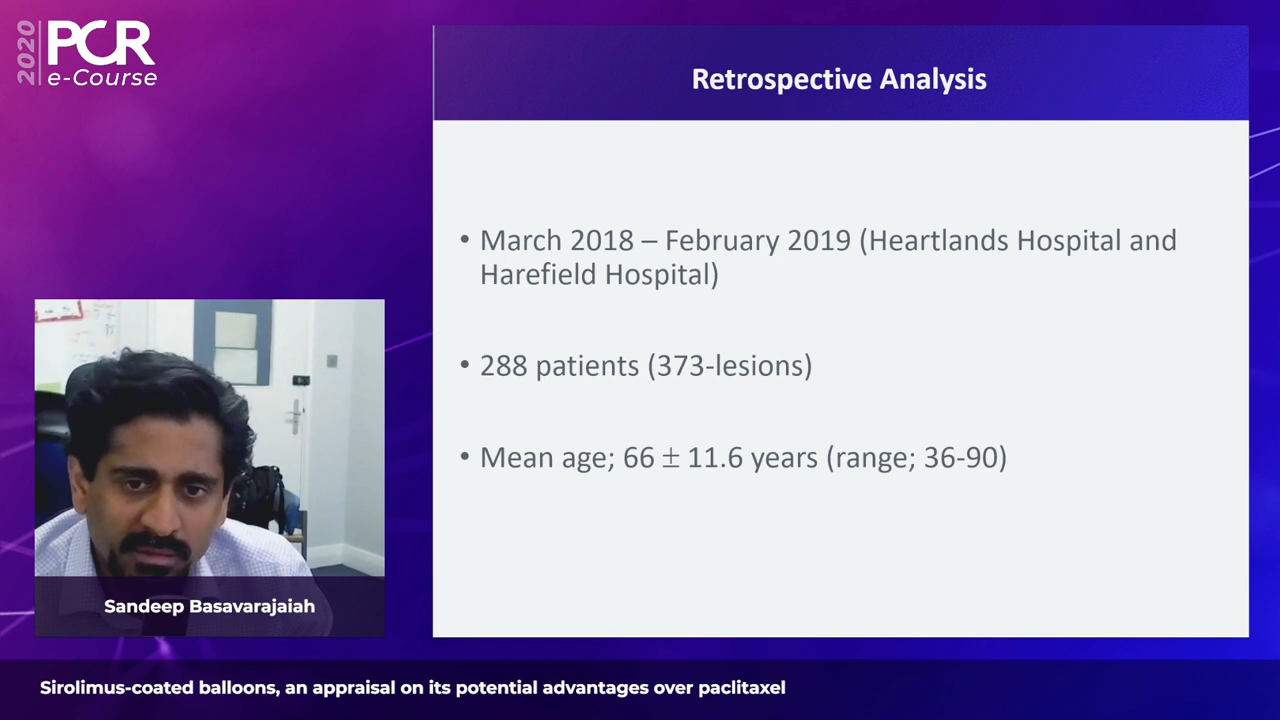 2020
PCR
e-Course
Retrospective Analysis
• March 2018 – February 2019 (Heartlands Hospital and
Harefield Hospital)
• 288 patients (373-lesions)
• Mean age; 66 ± 11.6 years (range; 36-90)
Sandeep Basavarajaiah
Sirolimus-coated balloons, an appraisal on its potential advantages over paclitaxel